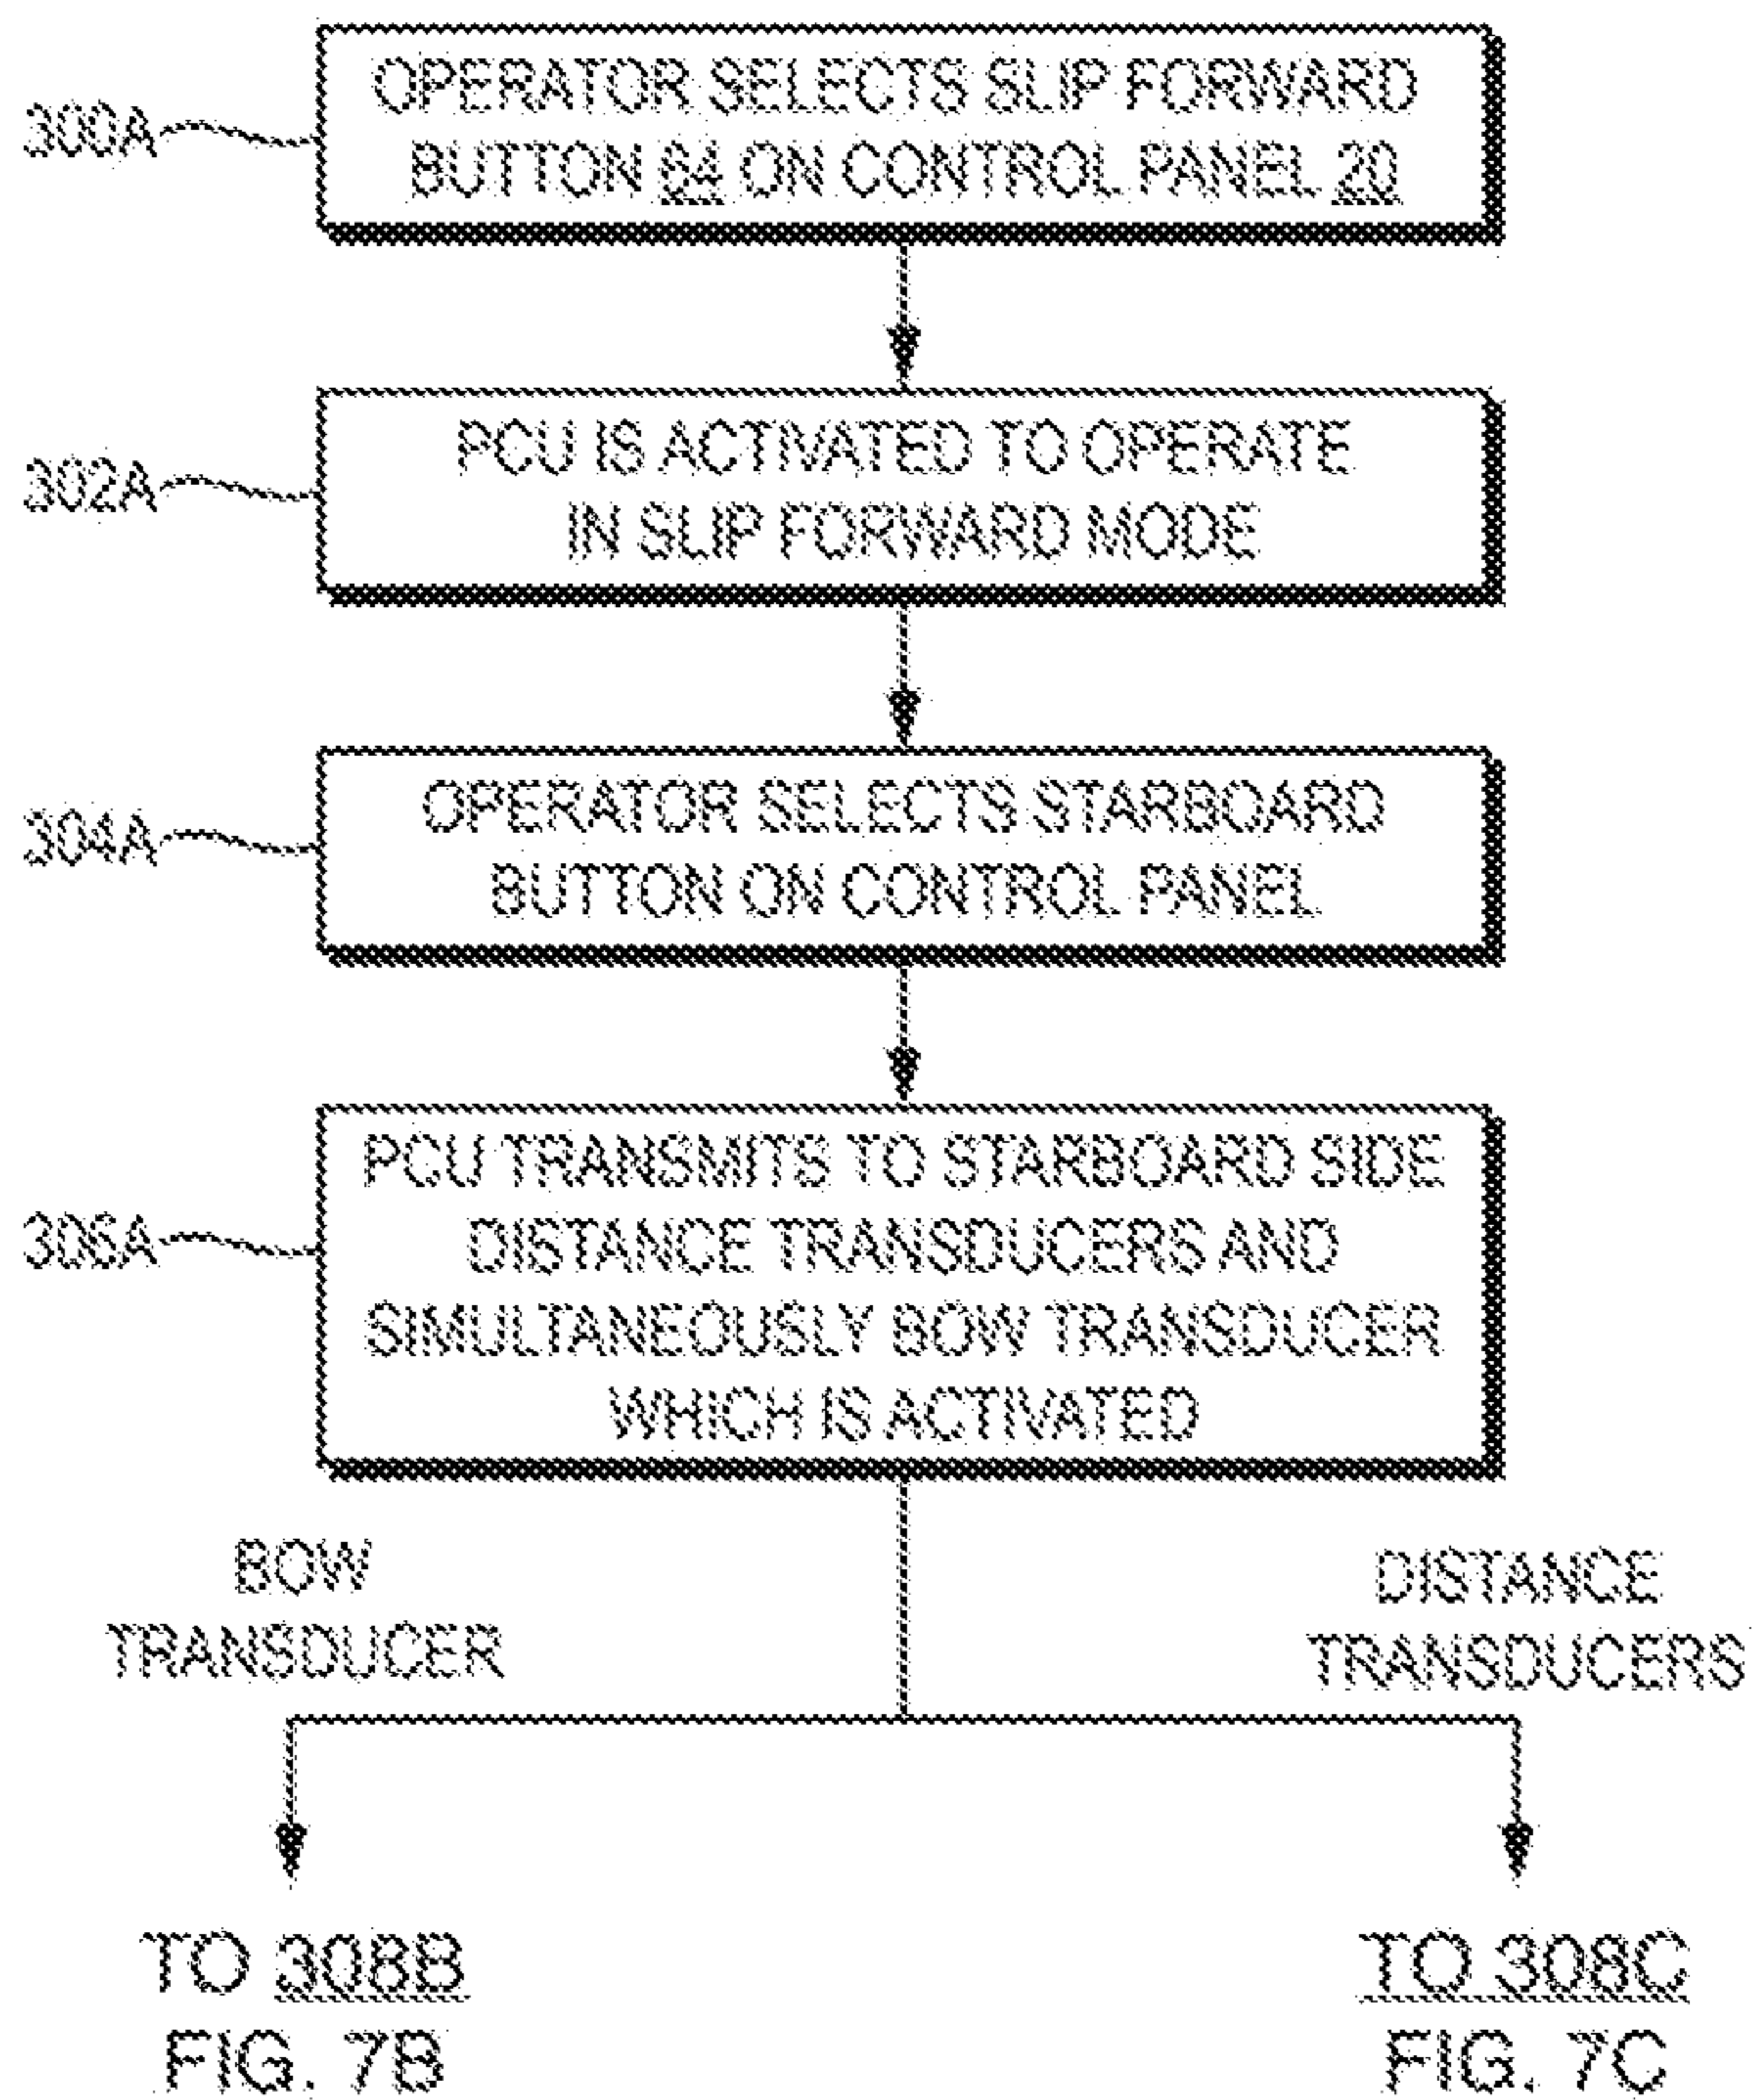 300A
OPERATOR SELECTS SLIP FORWARD
BUTTON 64 ON CONTROL PANEL 20
302A
PCU IS ACTIVATED TO OPERATE
IN SLIP FORWARD MODE
304A
OPERATOR SELECTS STARBOARD
BUTTON ON CONTROL PANEL
306A
PCU TRANSMITS TO STARBOARD SIDE
DISTANCE TRANSDUCERS AND
SIMULTANEOUSLY BOW TRANSDUCER
WHICH IS ACTIVATED
BOW
TRANSDUCER
DISTANCE
TRANSDUCERS
TO 308B
FIG. 7B
TO 308C
FIG. 7C